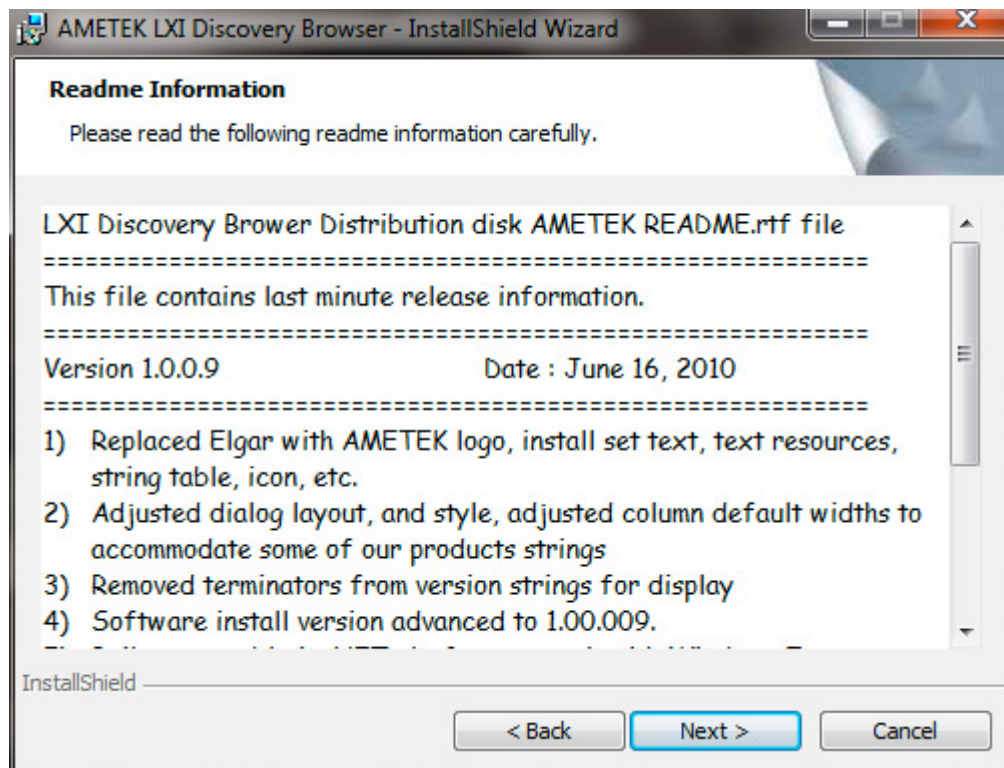 AMETEK LXI Discovery Browser - InstallShield Wizard
Readme Information
Please read the following readme information carefully.
LXI Discovery Brower Distribution disk AMETEK README.rtf file
===========================================================
This file contains last minute release information.
===========================================================
Version 1.0.0.9 Date : June 16, 2010
===========================================================
1) Replaced Elgar with AMETEK logo, install set text, text resources,
string table, icon, etc.
2) Adjusted dialog layout, and style, adjusted column default widths to
accommodate some of our products strings
3) Removed terminators from version strings for display
4) Software install version advanced to 1.00.009.
InstallShield
< Back Next > Cancel